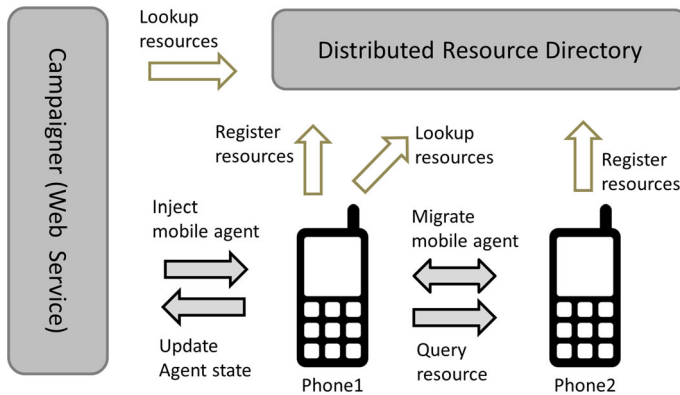 Campaigner (Web Service)
Lookup
resources
Distributed Resource Directory
Register
resources
Lookup
resources
Register
resources
Inject
mobile agent
Migrate
mobile agent
Update
Agent state
Query
resource
Phone1
Phone2